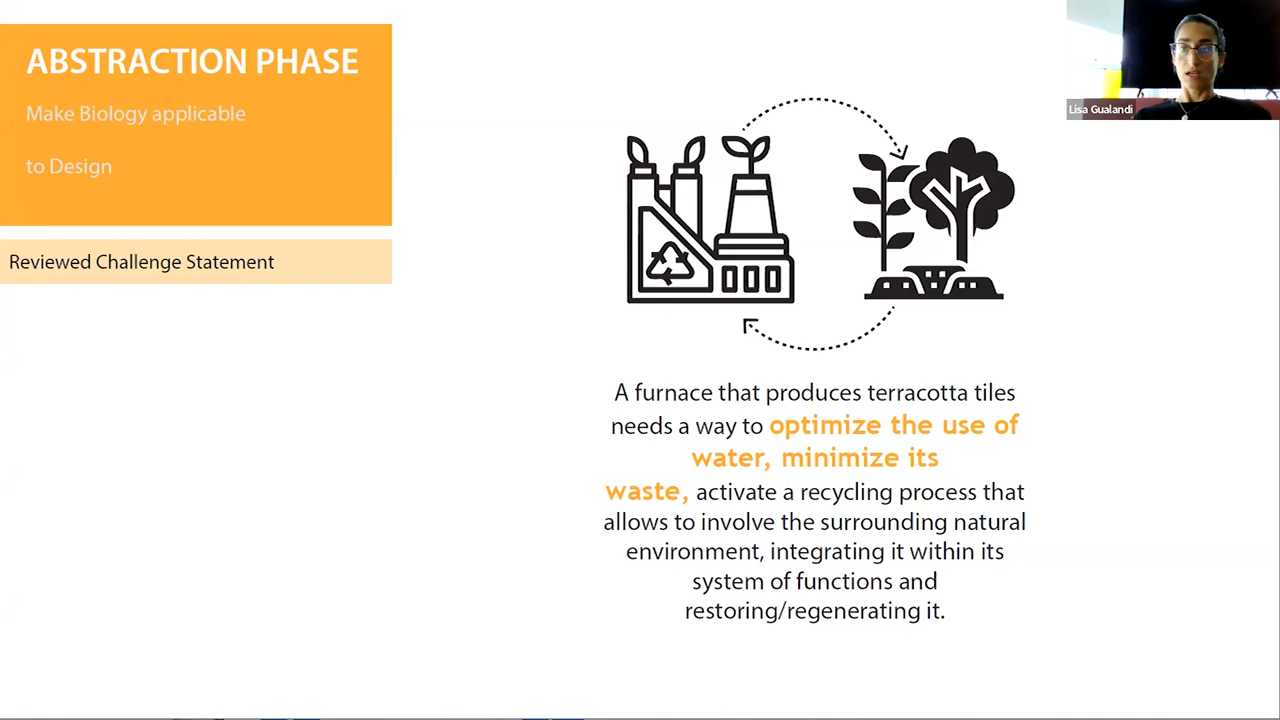 ABSTRACTION PHASE
Make Biology applicable
to Design
Reviewed Challenge Statement
Lisa Gualandi
A furnace that produces terracotta tiles
needs a way to optimize the use of
water, minimize its
waste, activate a recycling process that
allows to involve the surrounding natural
environment, integrating it within its
system of functions and
restoring/regenerating it.